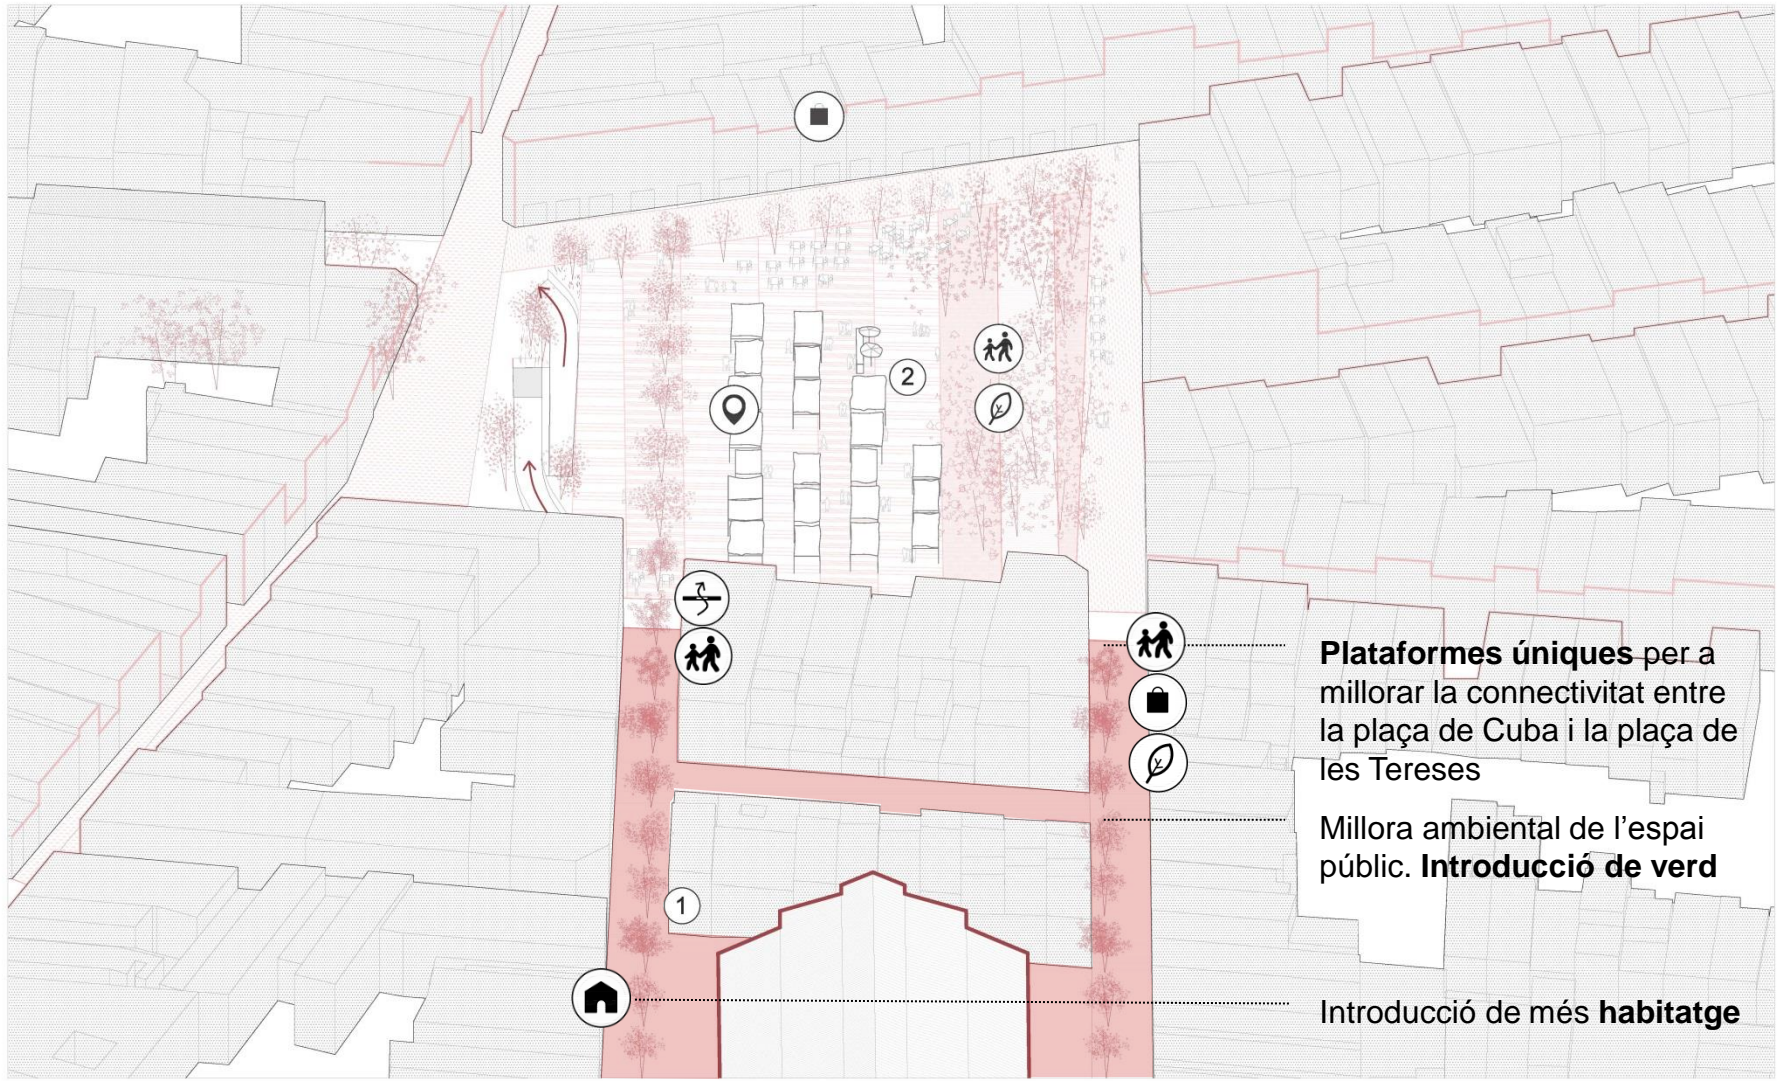 2
Plataformes úniques per a
millorar la connectivitat entre
la plaça de Cuba i la plaça de
les Tereses
Millora ambiental de l’espai
públic. Introducció de verd
1
Introducció de més habitatge